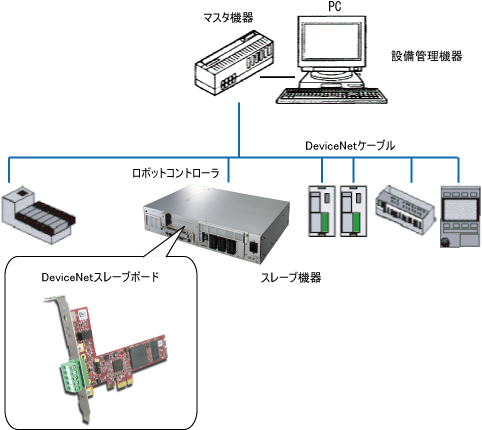 マスタ機器
PC
設備管理機器
DeviceNetケーブル
ロボットコントローラ
スレーブ機器
DeviceNetスレーブボード